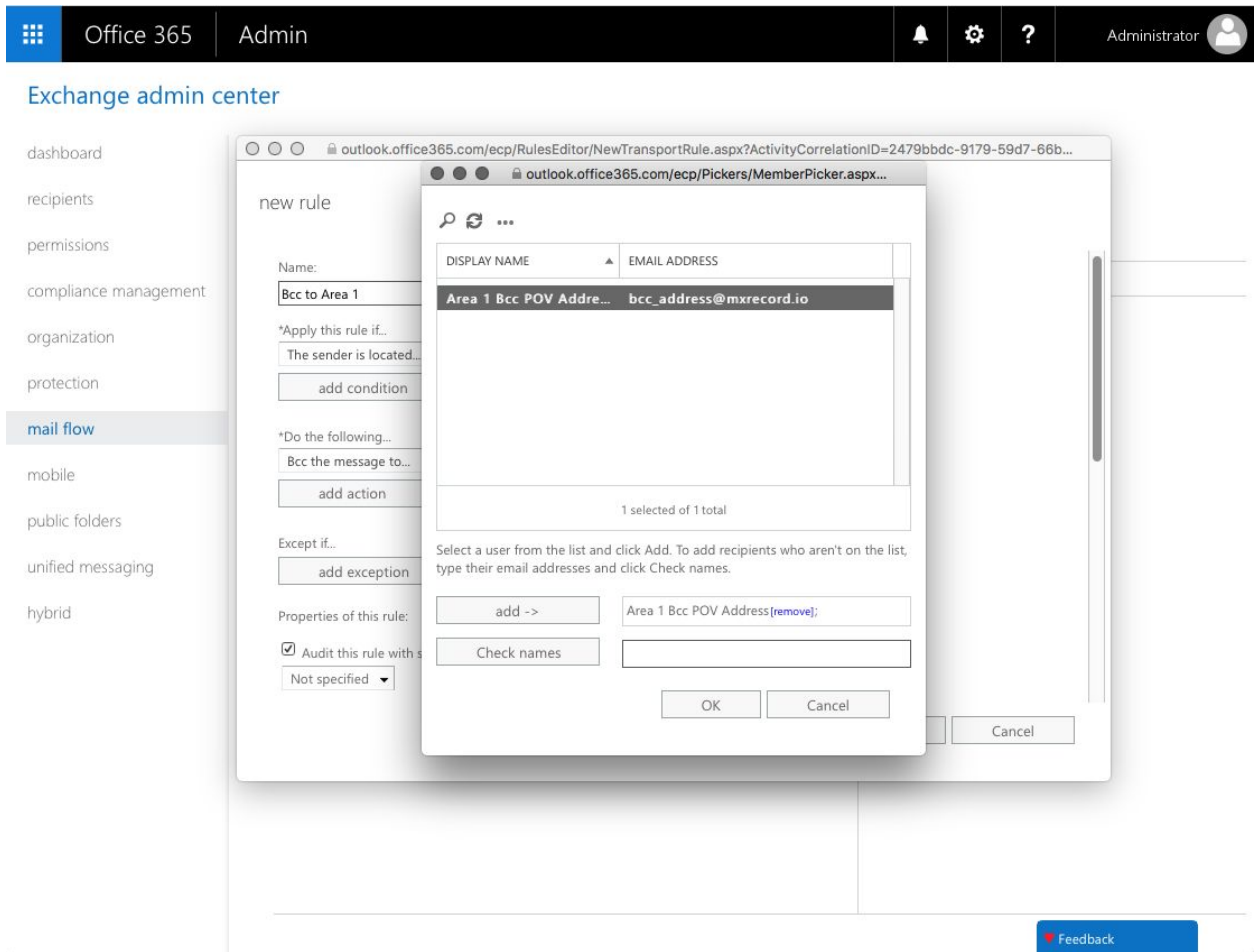 Office 365 Admin Administrator
Exchange admin center
dashboard
recipients
permissions
compliance management
organization
protection
mail flow
mobile
public folders
unified messaging
hybrid
outlook.office365.com/ecp/RulesEditor/NewTransportRule.aspx?ActivityCorrelationID=2479bbdc-9179-59d7-66b...
new rule
Name:
Bcc to Area 1
*Apply this rule if...
The sender is located...
add condition
*Do the following...
Bcc the message to...
add action
Except if...
add exception
Properties of this rule:
Audit this rule with s
Not specified
Cancel
outlook.office365.com/ecp/Pickers/MemberPicker.aspx...
DISPLAY NAME EMAIL ADDRESS
Area 1 Bcc POV Addre... bcc_address@mxrecord.io
1 selected of 1 total
Select a user from the list and click Add. To add recipients who aren't on the list,
type their email addresses and click Check names.
add -> Area 1 Bcc POV Address[remove];
Check names
OK Cancel
Feedback